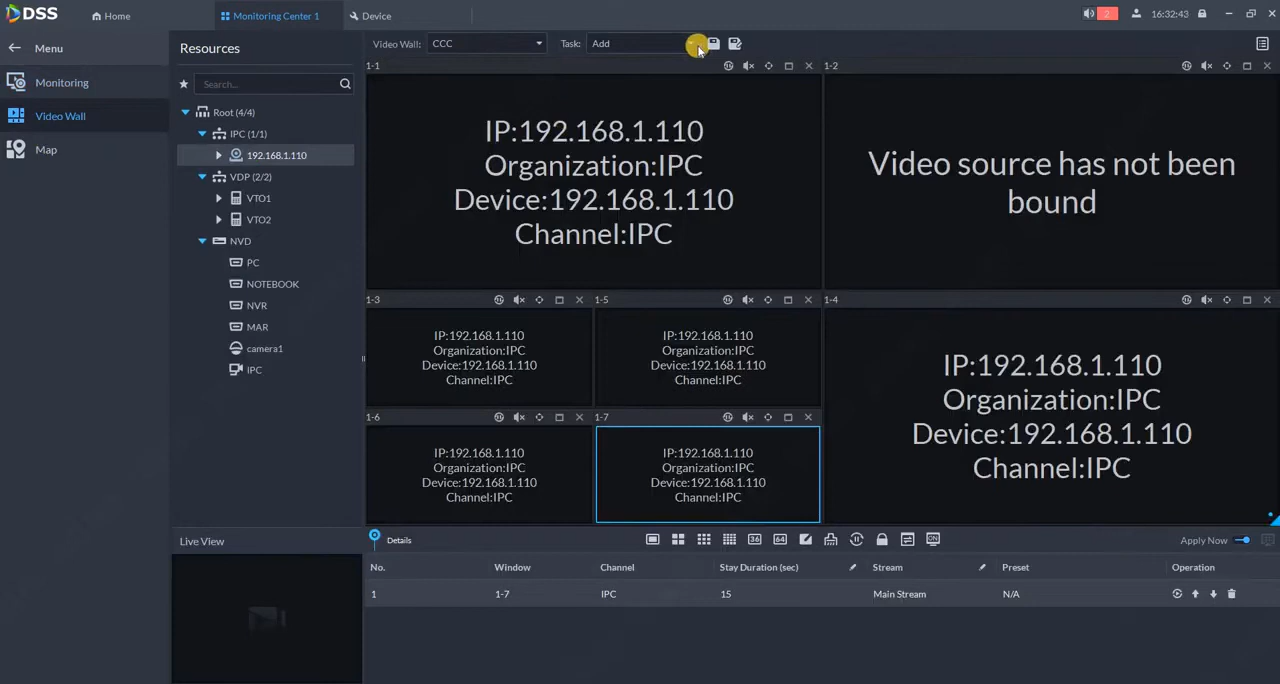 DSS
Home
Monitoring Center 1
Device
2
16:32:43
Menu
Monitoring
Video Wall
Map
Resources
Search...
Root (4/4)
IPC (1/1)
192.168.1.110
VDP (2/2)
VTO1
VTO2
NVD
PC
NOTEBOOK
NVR
MAR
camera1
IPC
Live View
Video Wall: CCC
Task: Add
1-1
IP:192.168.1.110
Organization:IPC
Device:192.168.1.110
Channel:IPC
1-2
Video source has not been
bound
1-3
IP:192.168.1.110
Organization:IPC
Device:192.168.1.110
Channel:IPC
1-5
IP:192.168.1.110
Organization:IPC
Device:192.168.1.110
Channel:IPC
1-4
IP:192.168.1.110
Organization:IPC
Device:192.168.1.110
Channel:IPC
1-6
IP:192.168.1.110
Organization:IPC
Device:192.168.1.110
Channel:IPC
1-7
IP:192.168.1.110
Organization:IPC
Device:192.168.1.110
Channel:IPC
Details
36
64
ON
Apply Now
No. Window Channel Stay Duration (sec) Stream Preset Operation
1 1-7 IPC 15 Main Stream N/A